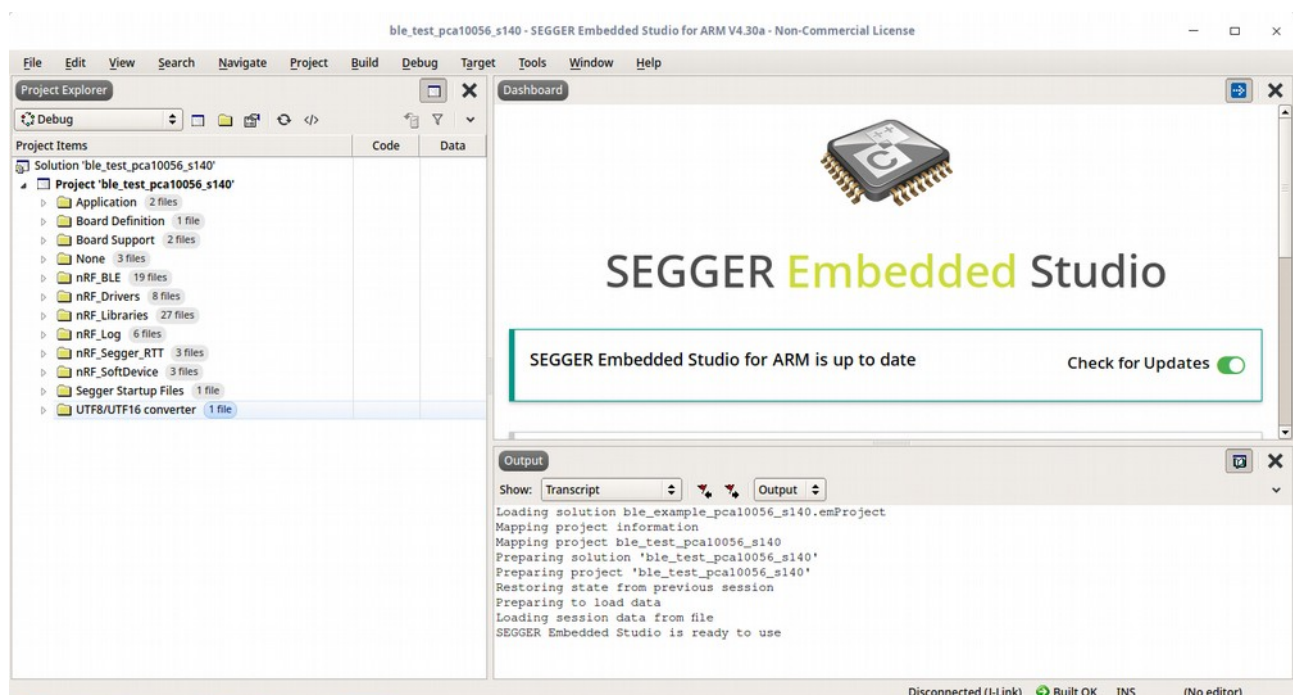 ble_test_pca10056_s140 - SEGGER Embedded Studio for ARM V4.30a - Non-Commercial License
File Edit View Search Navigate Project Build Debug Target Tools Window Help
Project Explorer
Debug
Project Items Code Data
Solution 'ble_test_pca10056_s140'
Project 'ble_test_pca10056_s140'
Application 2 files
Board Definition 1 file
Board Support 2 files
None 3 files
nRF_BLE 19 files
nRF_Drivers 8 files
nRF_Libraries 27 files
nRF_Log 6 files
nRF_Segger_RTT 3 files
nRF_SoftDevice 3 files
Segger Startup Files 1 file
UTF8/UTF16 converter 1 file
Dashboard
C++
SEGGER Embedded Studio
SEGGER Embedded Studio for ARM is up to date
Check for Updates
Output
Show: Transcript Output
Loading solution ble_example_pca10056_s140.emProject
Mapping project information
Mapping project ble_test_pca10056_s140
Preparing solution 'ble_test_pca10056_s140'
Preparing project 'ble_test_pca10056_s140'
Restoring state from previous session
Preparing to load data
Loading session data from file
SEGGER Embedded Studio is ready to use
Disconnected (J-Link) Built OK INS (No editor)